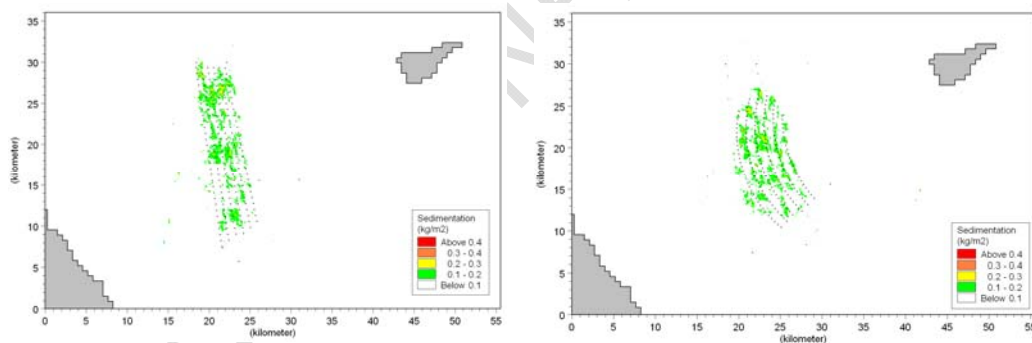 35
30
25
20
15
10
5
0
(kilometer)
0 5 10 15 20 25 30 35 40 45 50 55
(kilometer)
Sedimentation
(kg/m2)
Above 0.4
0.3 - 0.4
0.2 - 0.3
0.1 - 0.2
Below 0.1
35
30
25
20
15
10
5
0
(kilometer)
0 5 10 15 20 25 30 35 40 45 50 55
(kilometer)
Sedimentation
(kg/m2)
Above 0.4
0.3 - 0.4
0.2 - 0.3
0.1 - 0.2
Below 0.1